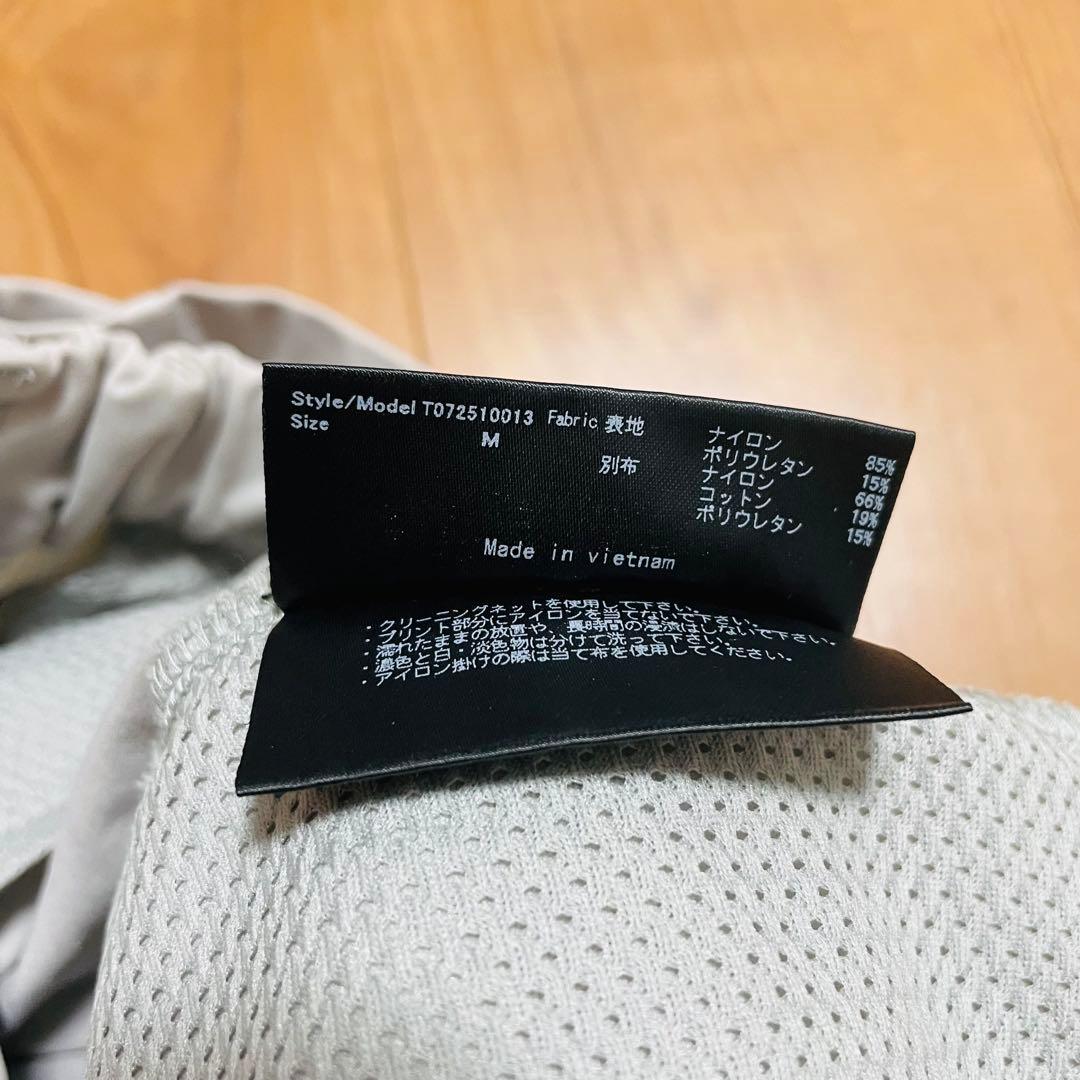 Style/Model T072510013 Fabric 表地 ナイロン 85%
Size M ポリウレタン 15%
別布 ナイロン 66%
コットン 19%
ポリウレタン 15%
Made in vietnam
クリーニングネットを使用して下さい。
・プリント部分にアイロンを当てないで下さい。
・濡れたままの放置や、長時間の浸漬はしないで下さい。
・濃色と白・淡色物は分けて洗って下さい。
・アイロン掛けの際は当て布を使用してください。